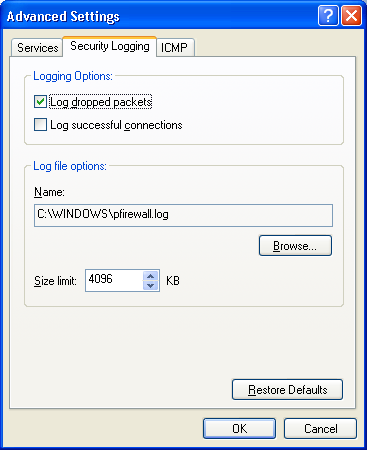 Advanced Settings
Services Security Logging ICMP
Logging Options:
Log dropped packets
Log successful connections
Log file options:
Name:
C:\WINDOWS\pfirewall.log
Browse...
Size limit: 4096 KB
Restore Defaults
OK Cancel